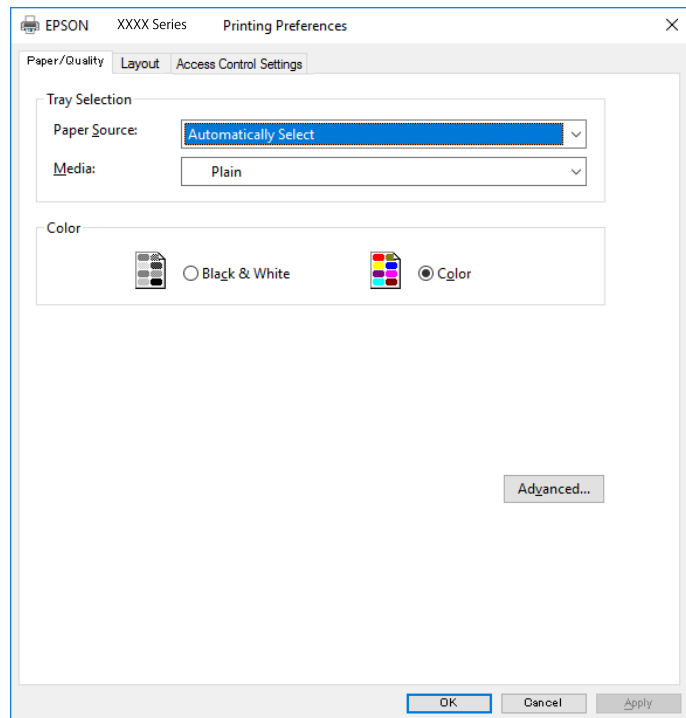 EPSON XXXX Series Printing Preferences
Paper/Quality Layout Access Control Settings
Tray Selection
Paper Source: Automatically Select
Media: Plain
Color
Black & White Color
Advanced...
OK Cancel Apply